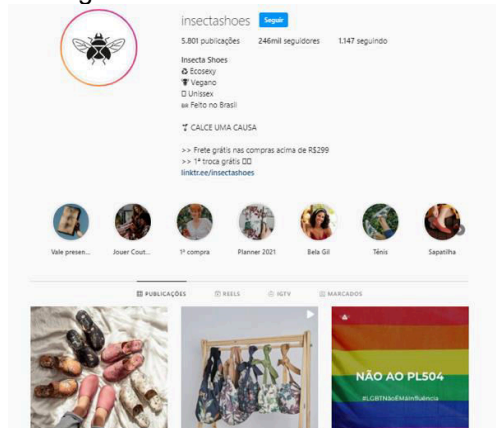 insectashoes Seguir
5.801 publicações 246mil seguidores 1.147 seguindo
Insecta Shoes
Ecosexy
Vegano
Unissex
Feito no Brasil
CALCE UMA CAUSA
>> Frete grátis nas compras acima de R$299
>> 1ª troca grátis
linktr.ee/insectashoes
Vale presen... Jouer Cout... 1ª compra Planner 2021 Bela Gil Tênis Sapatilha
PUBLICAÇÕES REELS IGTV MARCADOS
NÃO AO PL504
#LGBTNãoÉMáInfluência